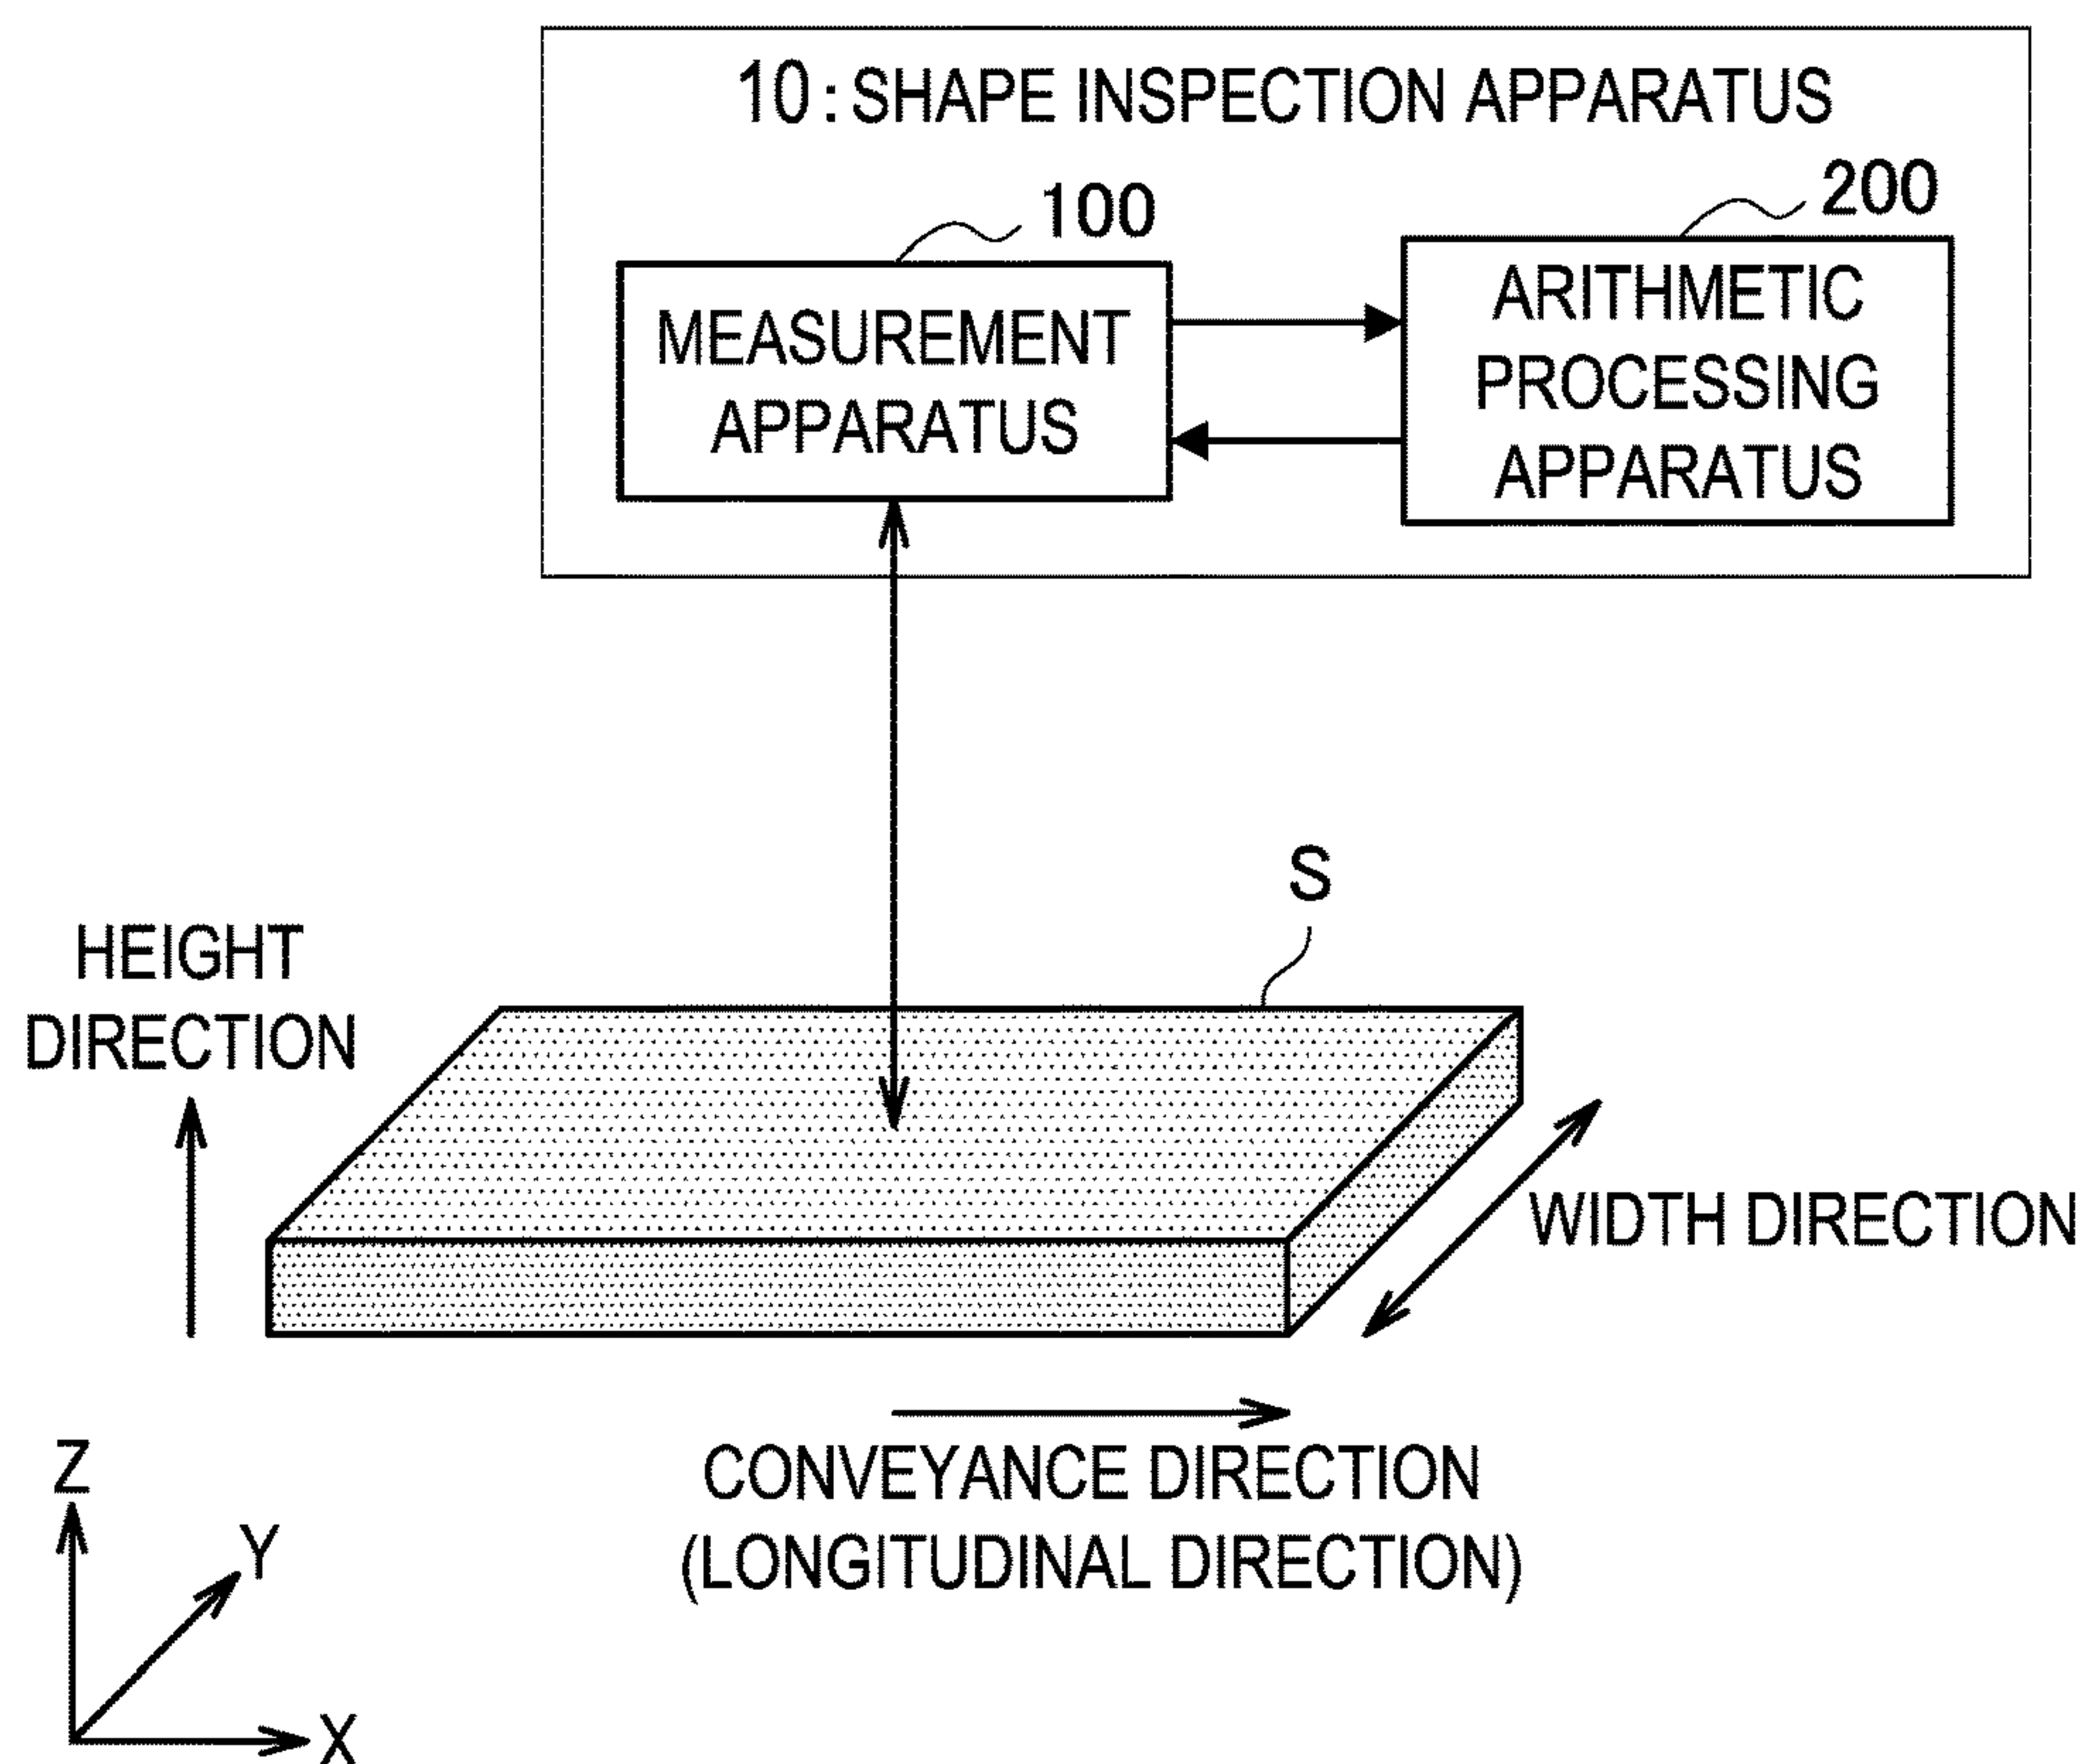 10: SHAPE INSPECTION APPARATUS
100
200
MEASUREMENT
APPARATUS
ARITHMETIC
PROCESSING
APPARATUS
S
HEIGHT
DIRECTION
WIDTH DIRECTION
CONVEYANCE DIRECTION
(LONGITUDINAL DIRECTION)
Z
Y
X